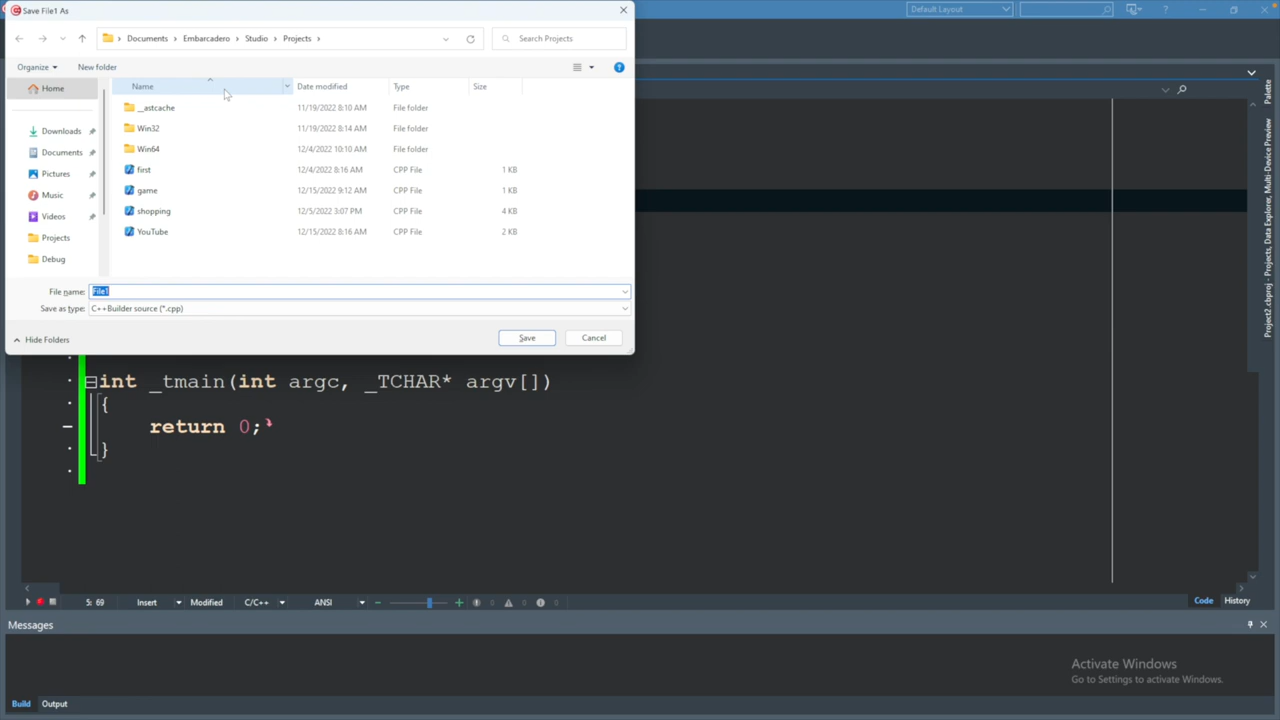 Save File1 As
Default Layout
Documents Embarcadero Studio Projects
Search Projects
Organize
New folder
Name Date modified Type Size
Home
__astcache 11/19/2022 8:10 AM File folder
Win32 11/19/2022 8:14 AM File folder
Win64 12/4/2022 10:10 AM File folder
first 12/4/2022 8:16 AM CPP File 1 KB
game 12/15/2022 9:12 AM CPP File 1 KB
shopping 12/5/2022 3:07 PM CPP File 4 KB
YouTube 12/15/2022 8:16 AM CPP File 2 KB
Downloads
Documents
Pictures
Music
Videos
Projects
Debug
File name: File1
Save as type: C++Builder source (*.cpp)
Hide Folders
Save
Cancel
Palette
Project2.cbproj - Projects, Data Explorer, Multi-Device Preview
int _tmain(int argc, _TCHAR* argv[])
{
return 0;
}
5: 69 Insert Modified C/C++ ANSI 0 0 0
Code History
Messages
Activate Windows
Go to Settings to activate Windows.
Build Output